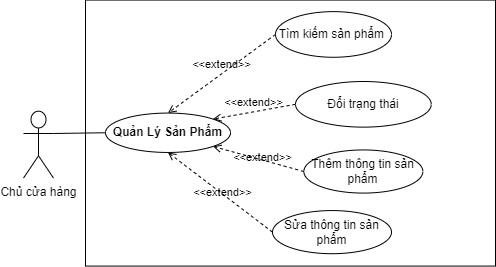 Tìm kiếm sản phẩm
<<extend>>
Đổi trạng thái
<<extend>>
Quản Lý Sản Phẩm
<<extend>>
Thêm thông tin sản
phẩm
Chủ cửa hàng
<<extend>>
Sửa thông tin sản
phẩm